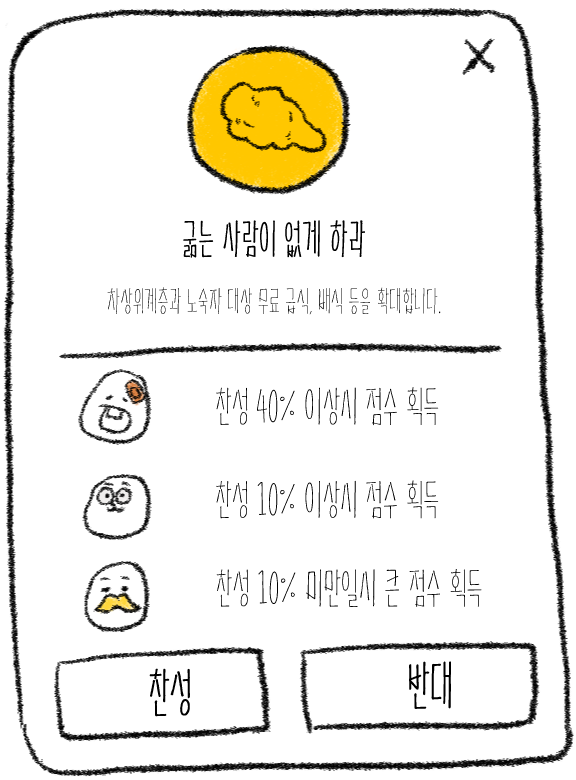 굶는 사람이 없게 하라
차상위계층과 노숙자 대상 무료 급식, 배식 등을 확대합니다.
찬성 40% 이상시 점수 획득
찬성 10% 이상시 점수 획득
찬성 10% 미만일시 큰 점수 획득
찬성 반대